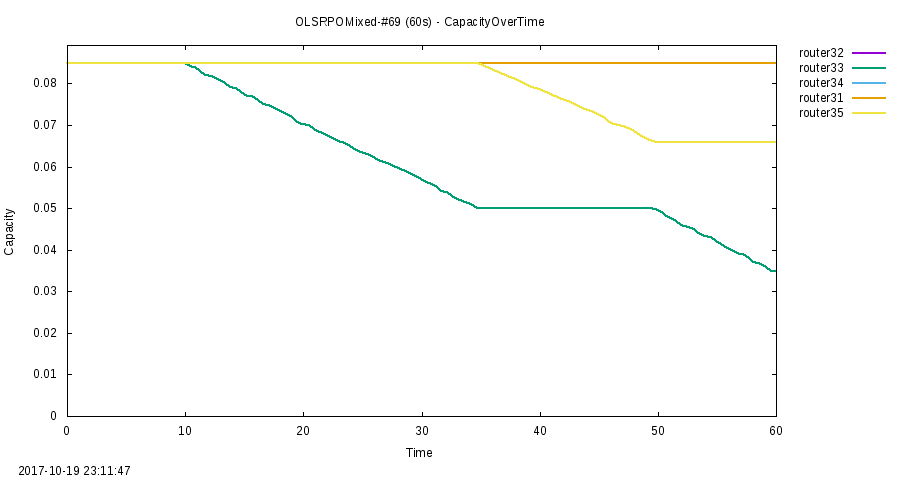 OLSRPOMixed-#69 (60s) - CapacityOverTime
router32
router33
router34
router31
router35
Capacity
0.08
0.07
0.06
0.05
0.04
0.03
0.02
0.01
0
0 10 20 30 40 50 60
Time
2017-10-19 23:11:47